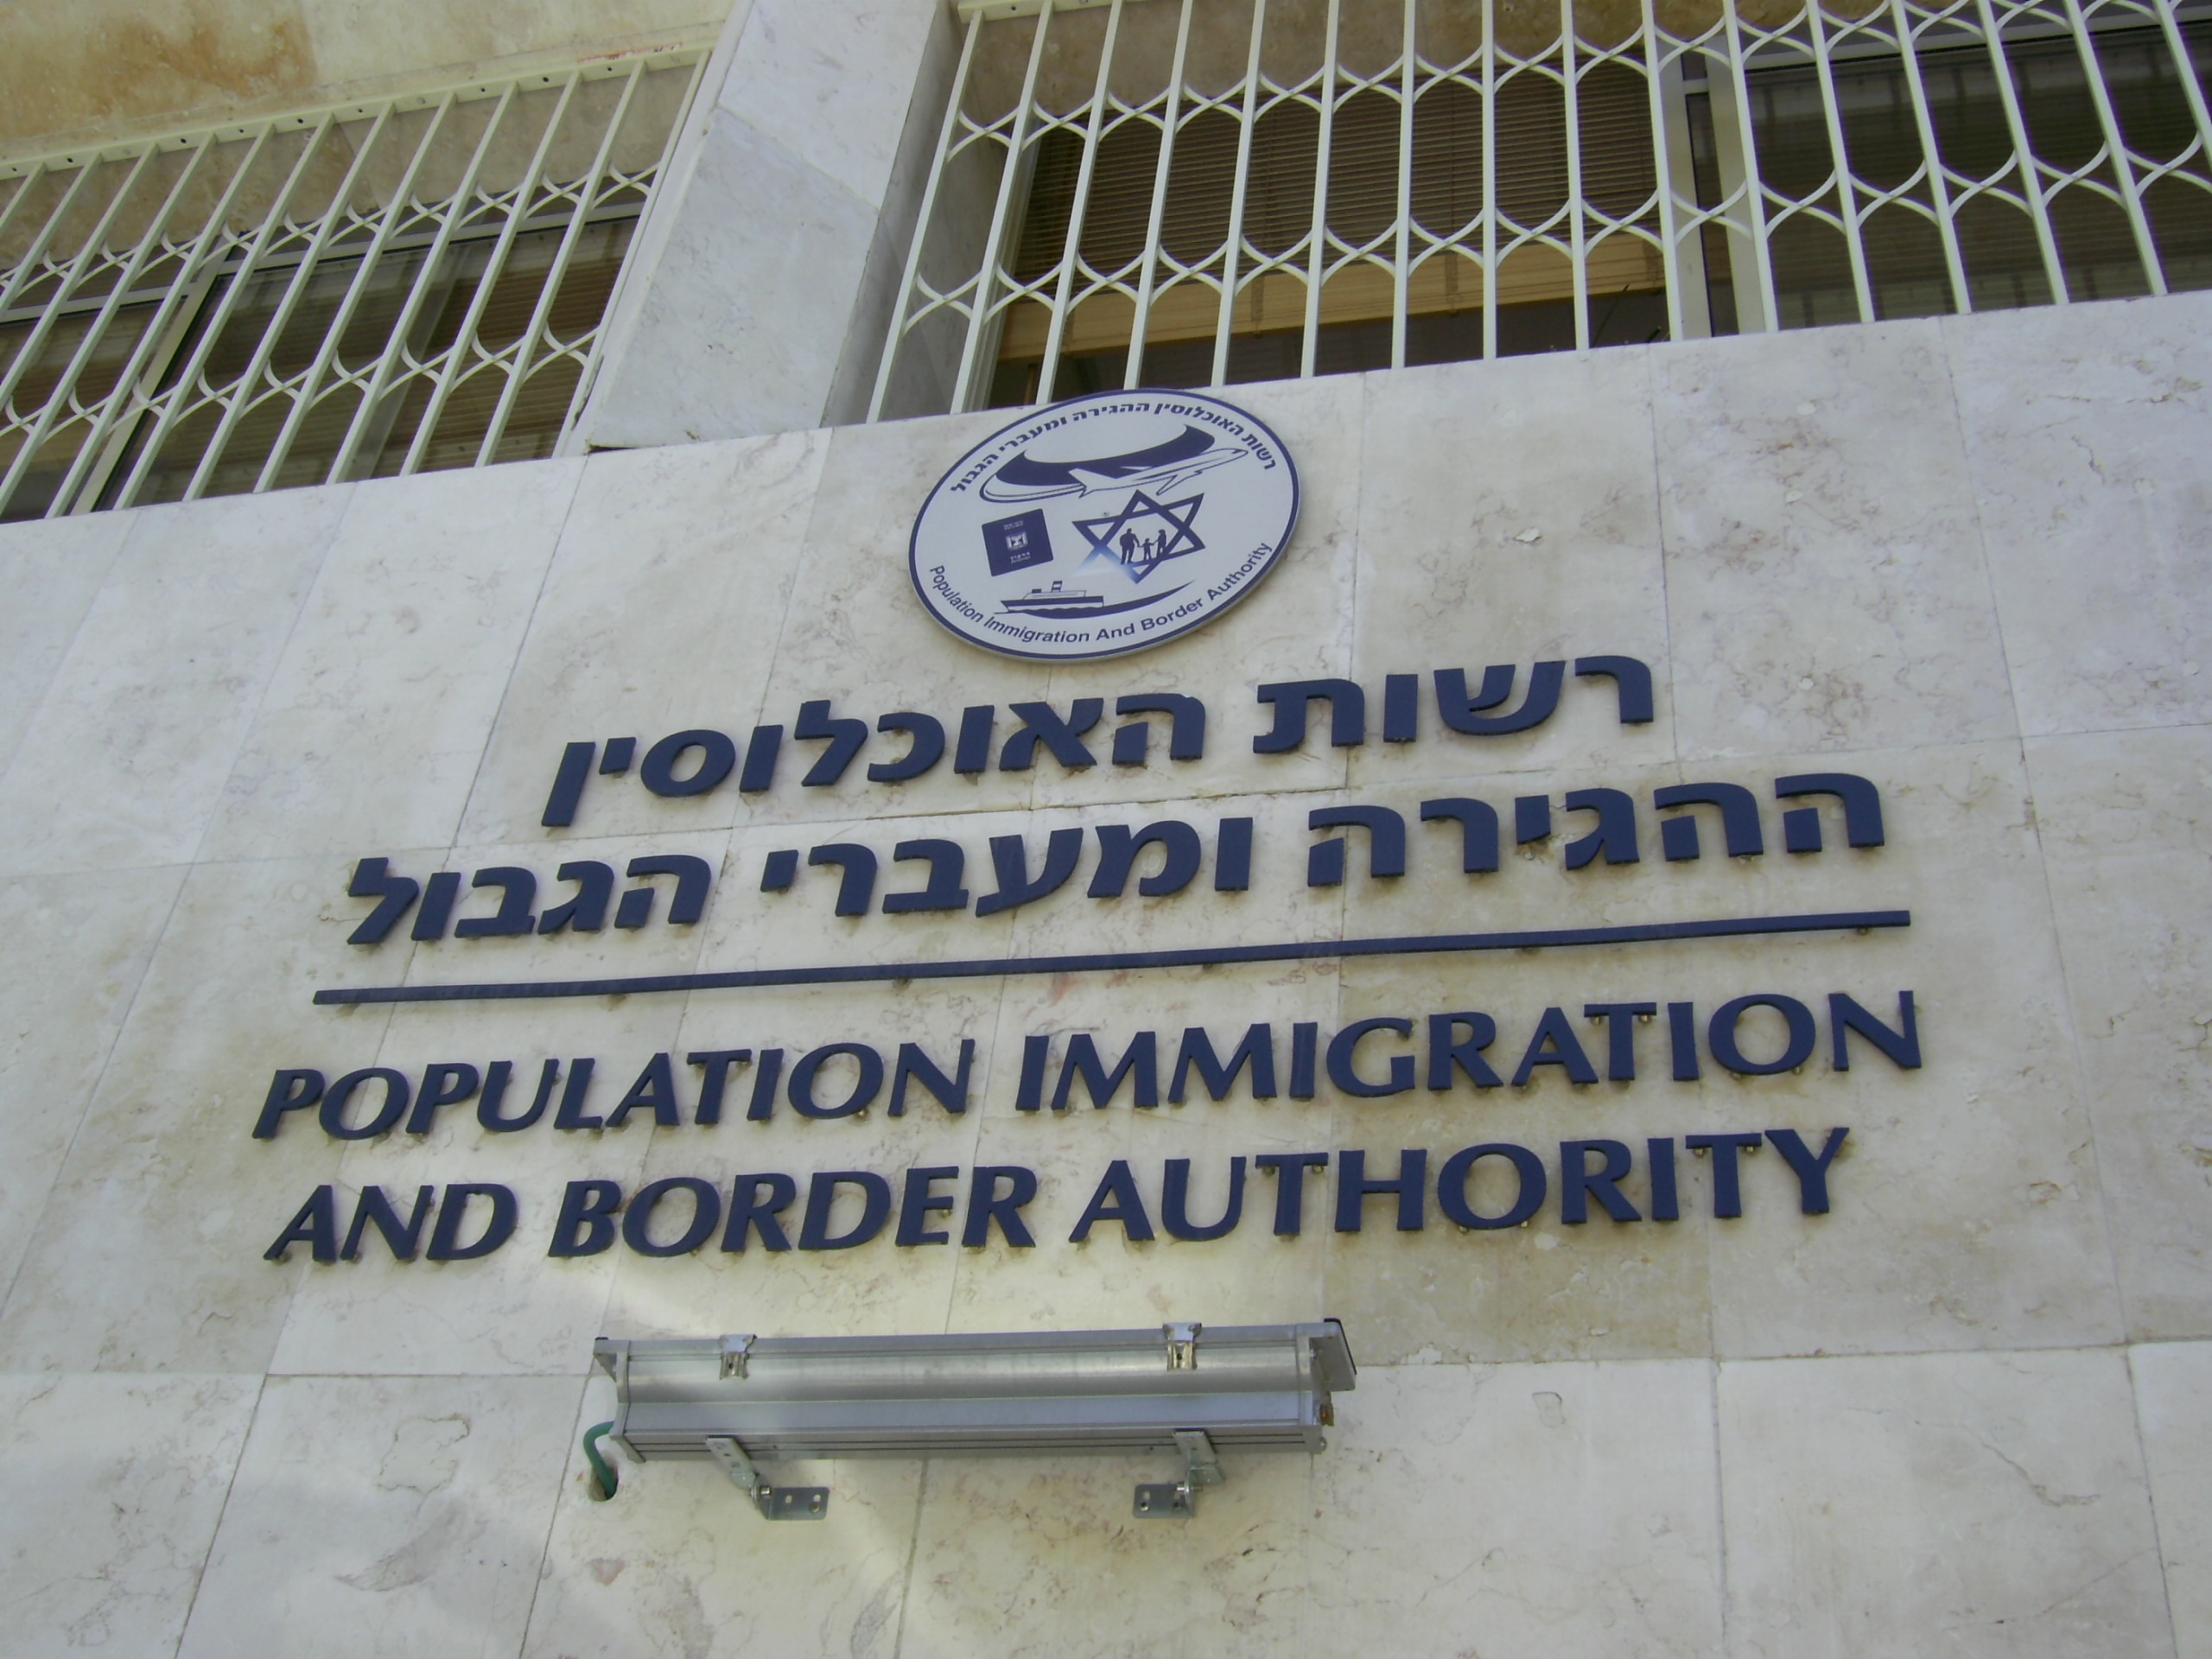 רשות האוכלוסין ההגירה ומעברי הגבול
Population Immigration And Border Authority
רשות האוכלוסין
ההגירה ומעברי הגבול
POPULATION IMMIGRATION
AND BORDER AUTHORITY